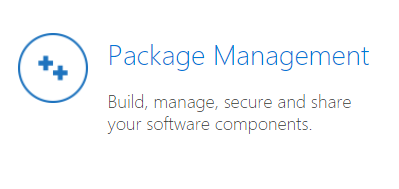 Package Management
Build, manage, secure and share
your software components.